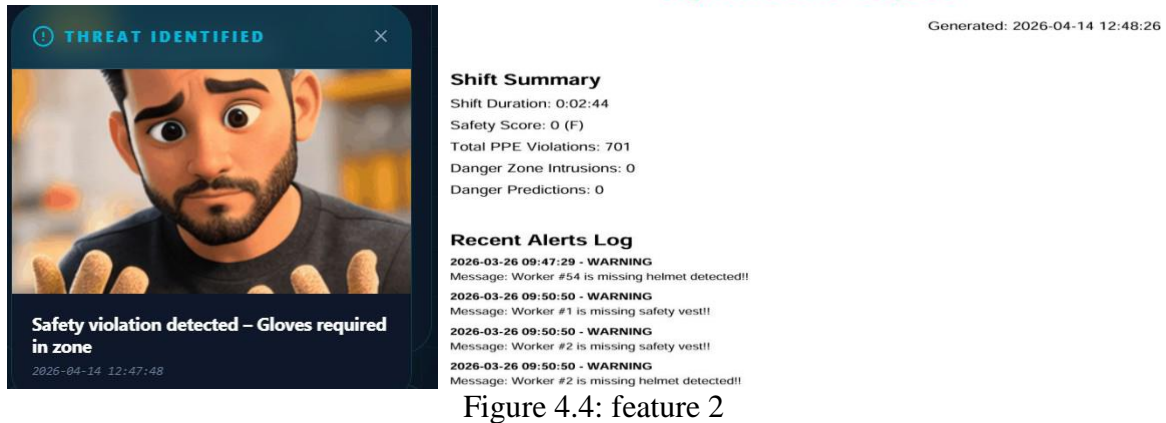 THREAT IDENTIFIED
Safety violation detected – Gloves required
in zone
2026-04-14 12:47:48
Generated: 2026-04-14 12:48:26
Shift Summary
Shift Duration: 0:02:44
Safety Score: 0 (F)
Total PPE Violations: 701
Danger Zone Intrusions: 0
Danger Predictions: 0
Recent Alerts Log
2026-03-26 09:47:29 - WARNING
Message: Worker #54 is missing helmet detected!!
2026-03-26 09:50:50 - WARNING
Message: Worker #1 is missing safety vest!!
2026-03-26 09:50:50 - WARNING
Message: Worker #2 is missing safety vest!!
2026-03-26 09:50:50 - WARNING
Message: Worker #2 is missing helmet detected!!
Figure 4.4: feature 2